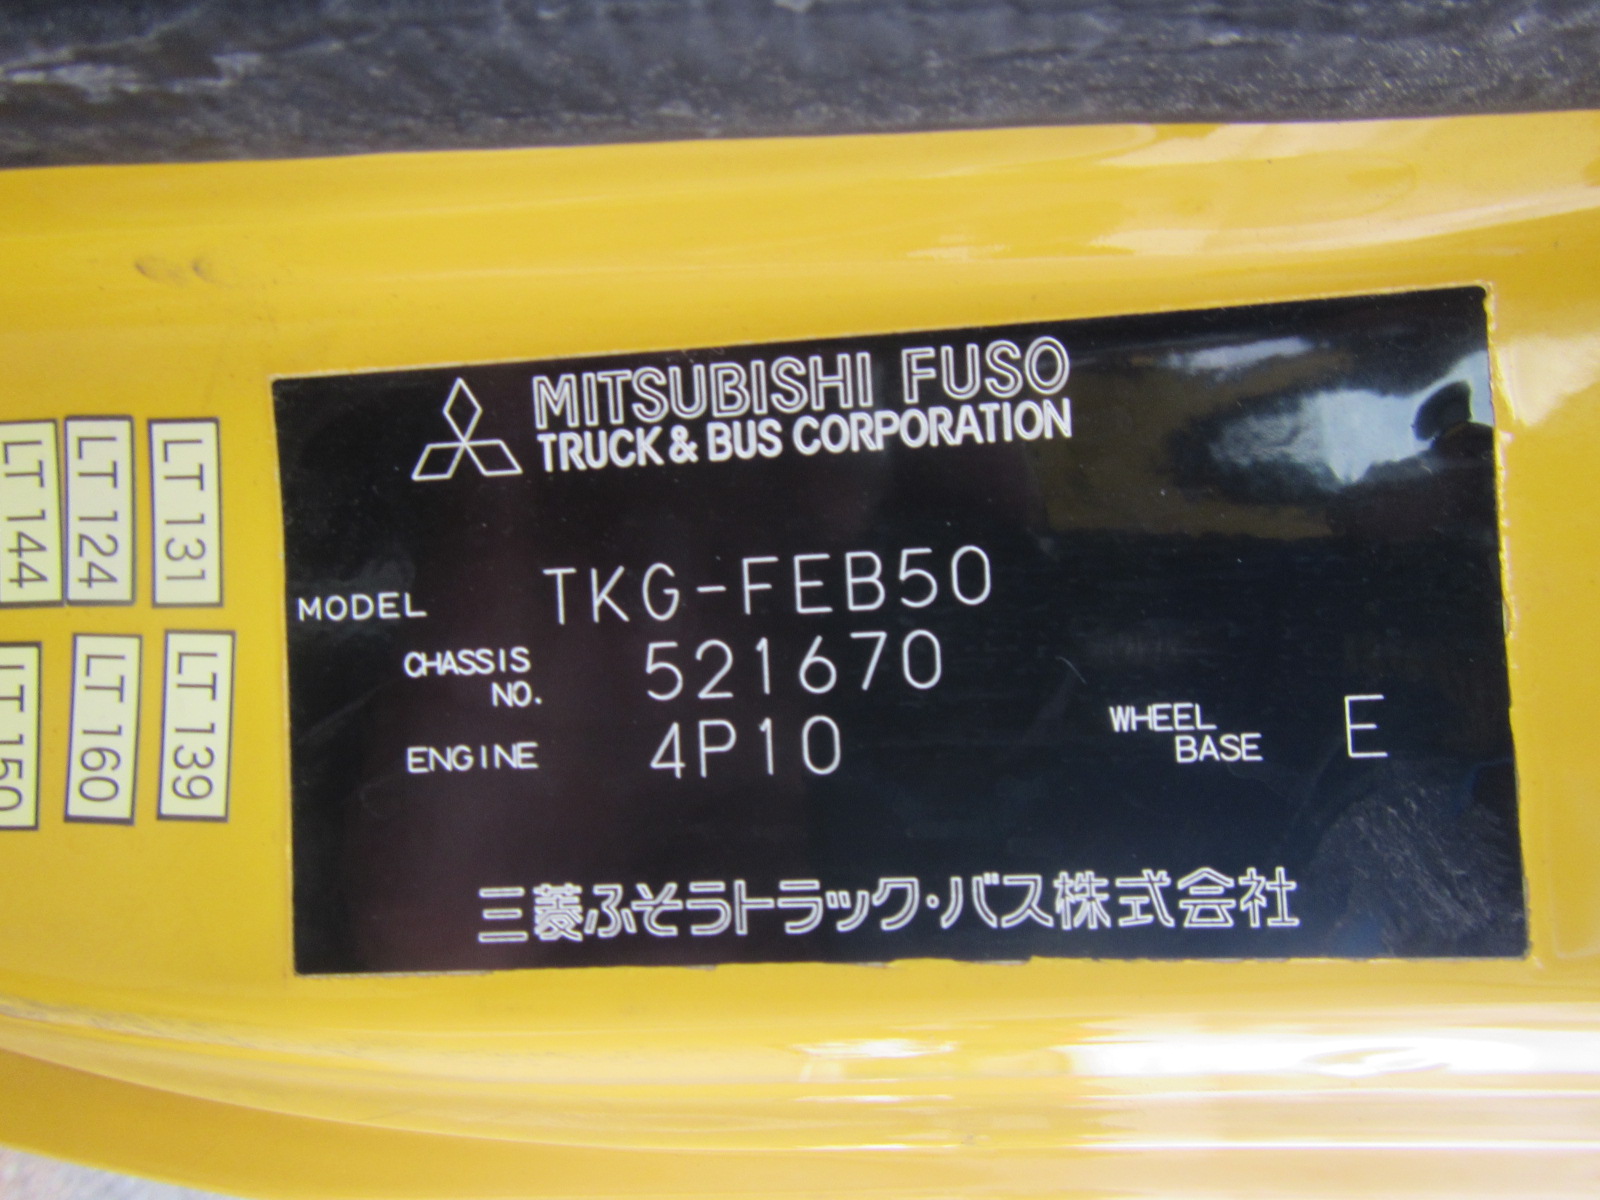 MITSUBISHI FUSO
TRUCK & BUS CORPORATION
MODEL TKG-FEB50
CHASSIS NO. 521670
ENGINE 4P10
WHEEL BASE E
三菱ふそうトラック・バス株式会社
LT 144
LT 124
LT 131
LT 150
LT 160
LT 139